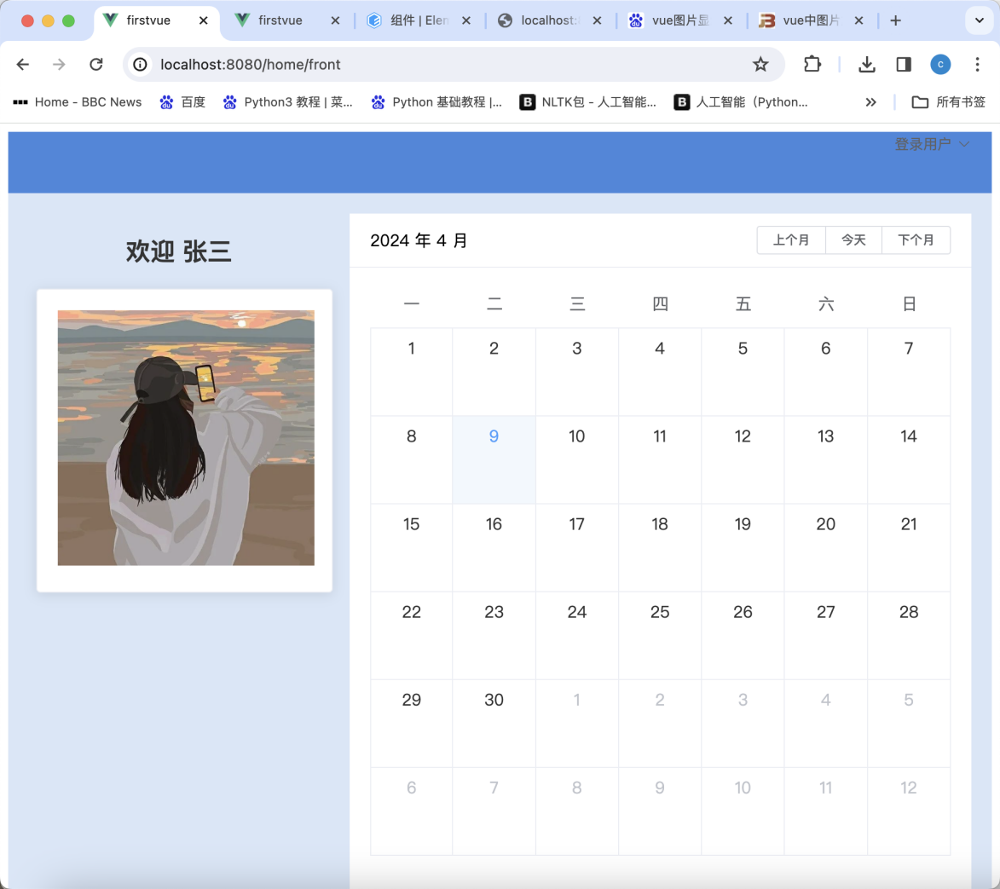 firstvue firstvue 组件 | Elem localhost: vue图片显 vue中图片
localhost:8080/home/front C
Home - BBC News 百度 Python3 教程 | 菜... Python 基础教程 |... B NLTK包 - 人工智能... B 人工智能（Python... 所有书签
登录用户
欢迎 张三
2024 年 4 月 上个月 今天 下个月
一 二 三 四 五 六 日
1 2 3 4 5 6 7
8 9 10 11 12 13 14
15 16 17 18 19 20 21
22 23 24 25 26 27 28
29 30 1 2 3 4 5
6 7 8 9 10 11 12